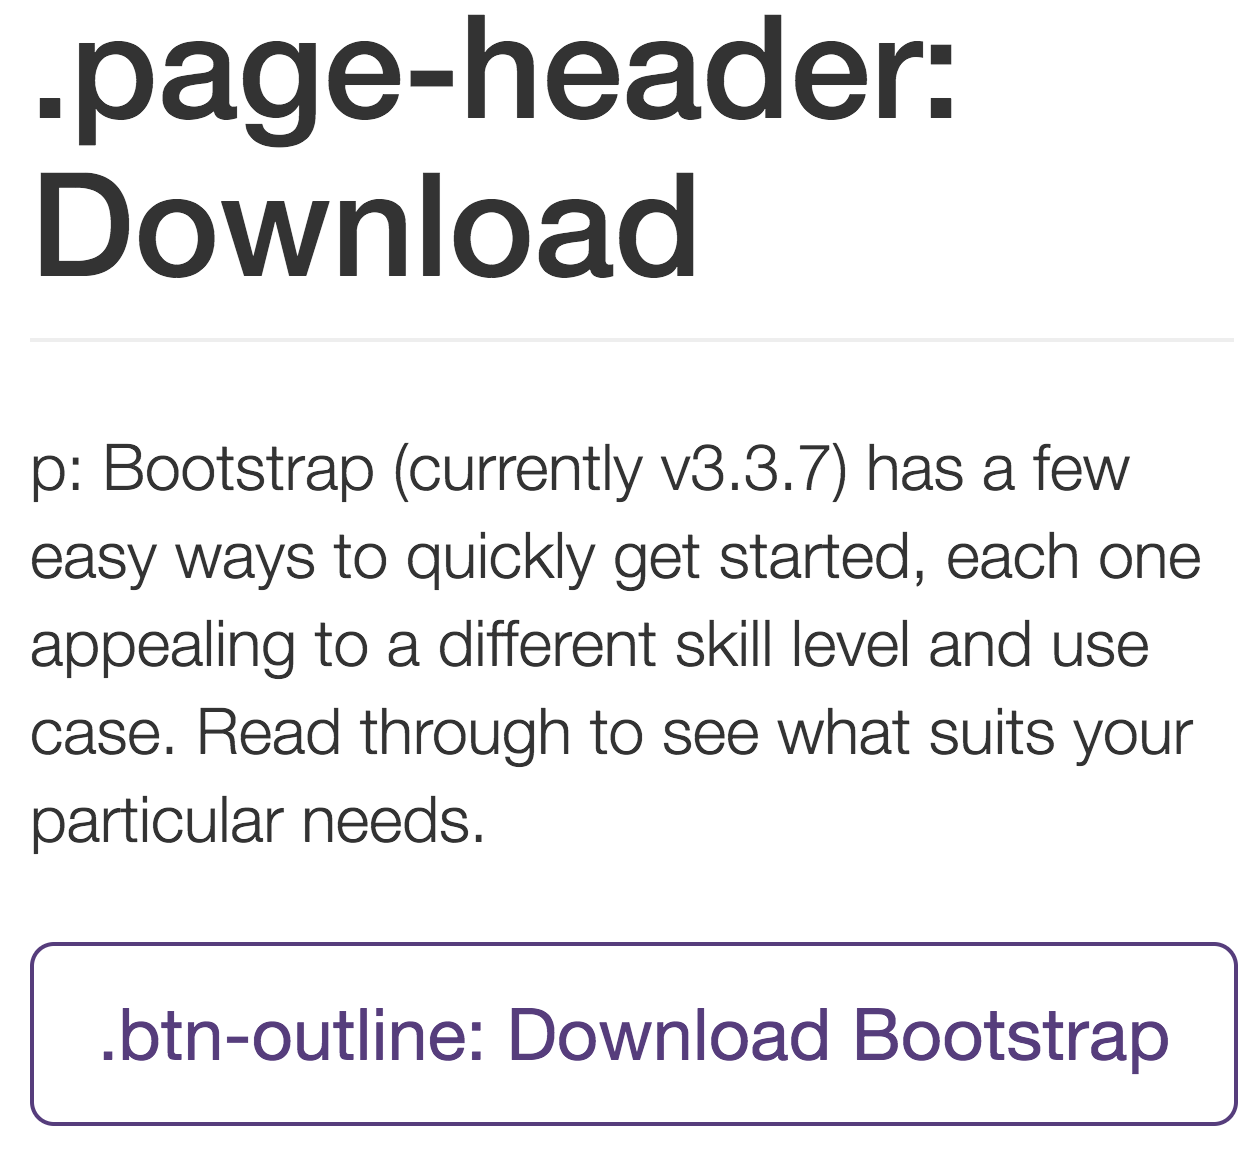 .page-header:
Download
p: Bootstrap (currently v3.3.7) has a few
easy ways to quickly get started, each one
appealing to a different skill level and use
case. Read through to see what suits your
particular needs.
.btn-outline: Download Bootstrap